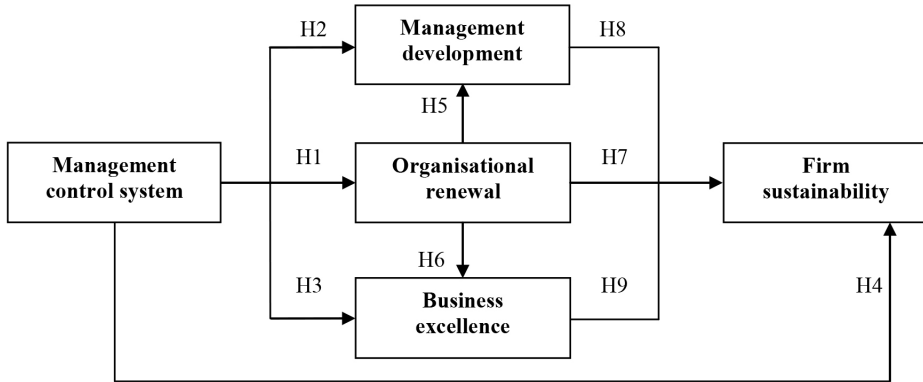 H2
Management
development
H8
H5
Management
control system
H1
Organisational
renewal
H7
Firm
sustainability
H6
H3
Business
excellence
H9
H4